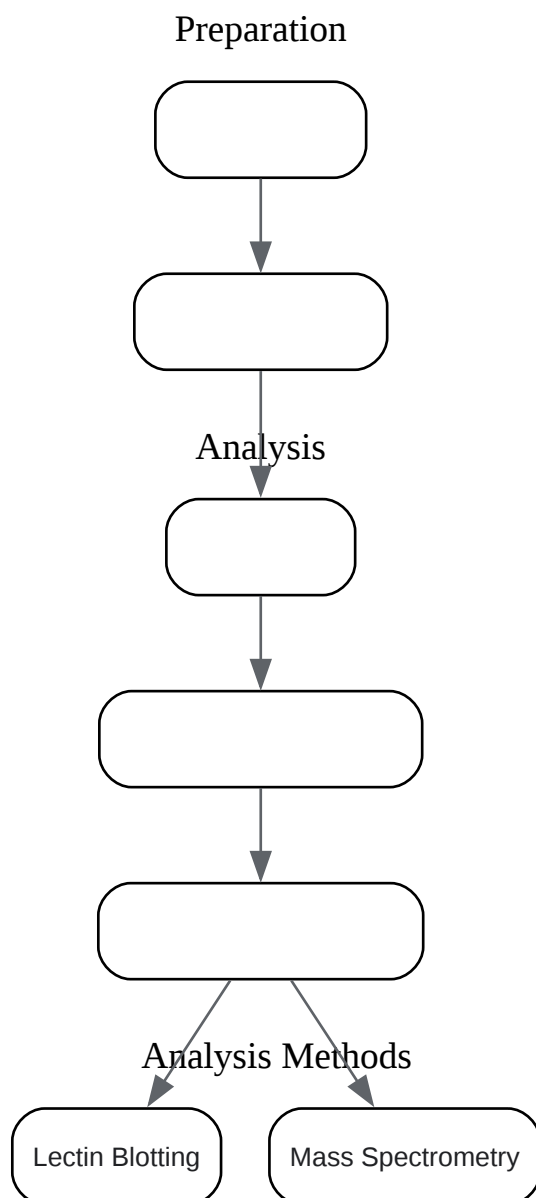 Preparation
Analysis
Analysis Methods
Lectin Blotting
Mass Spectrometry